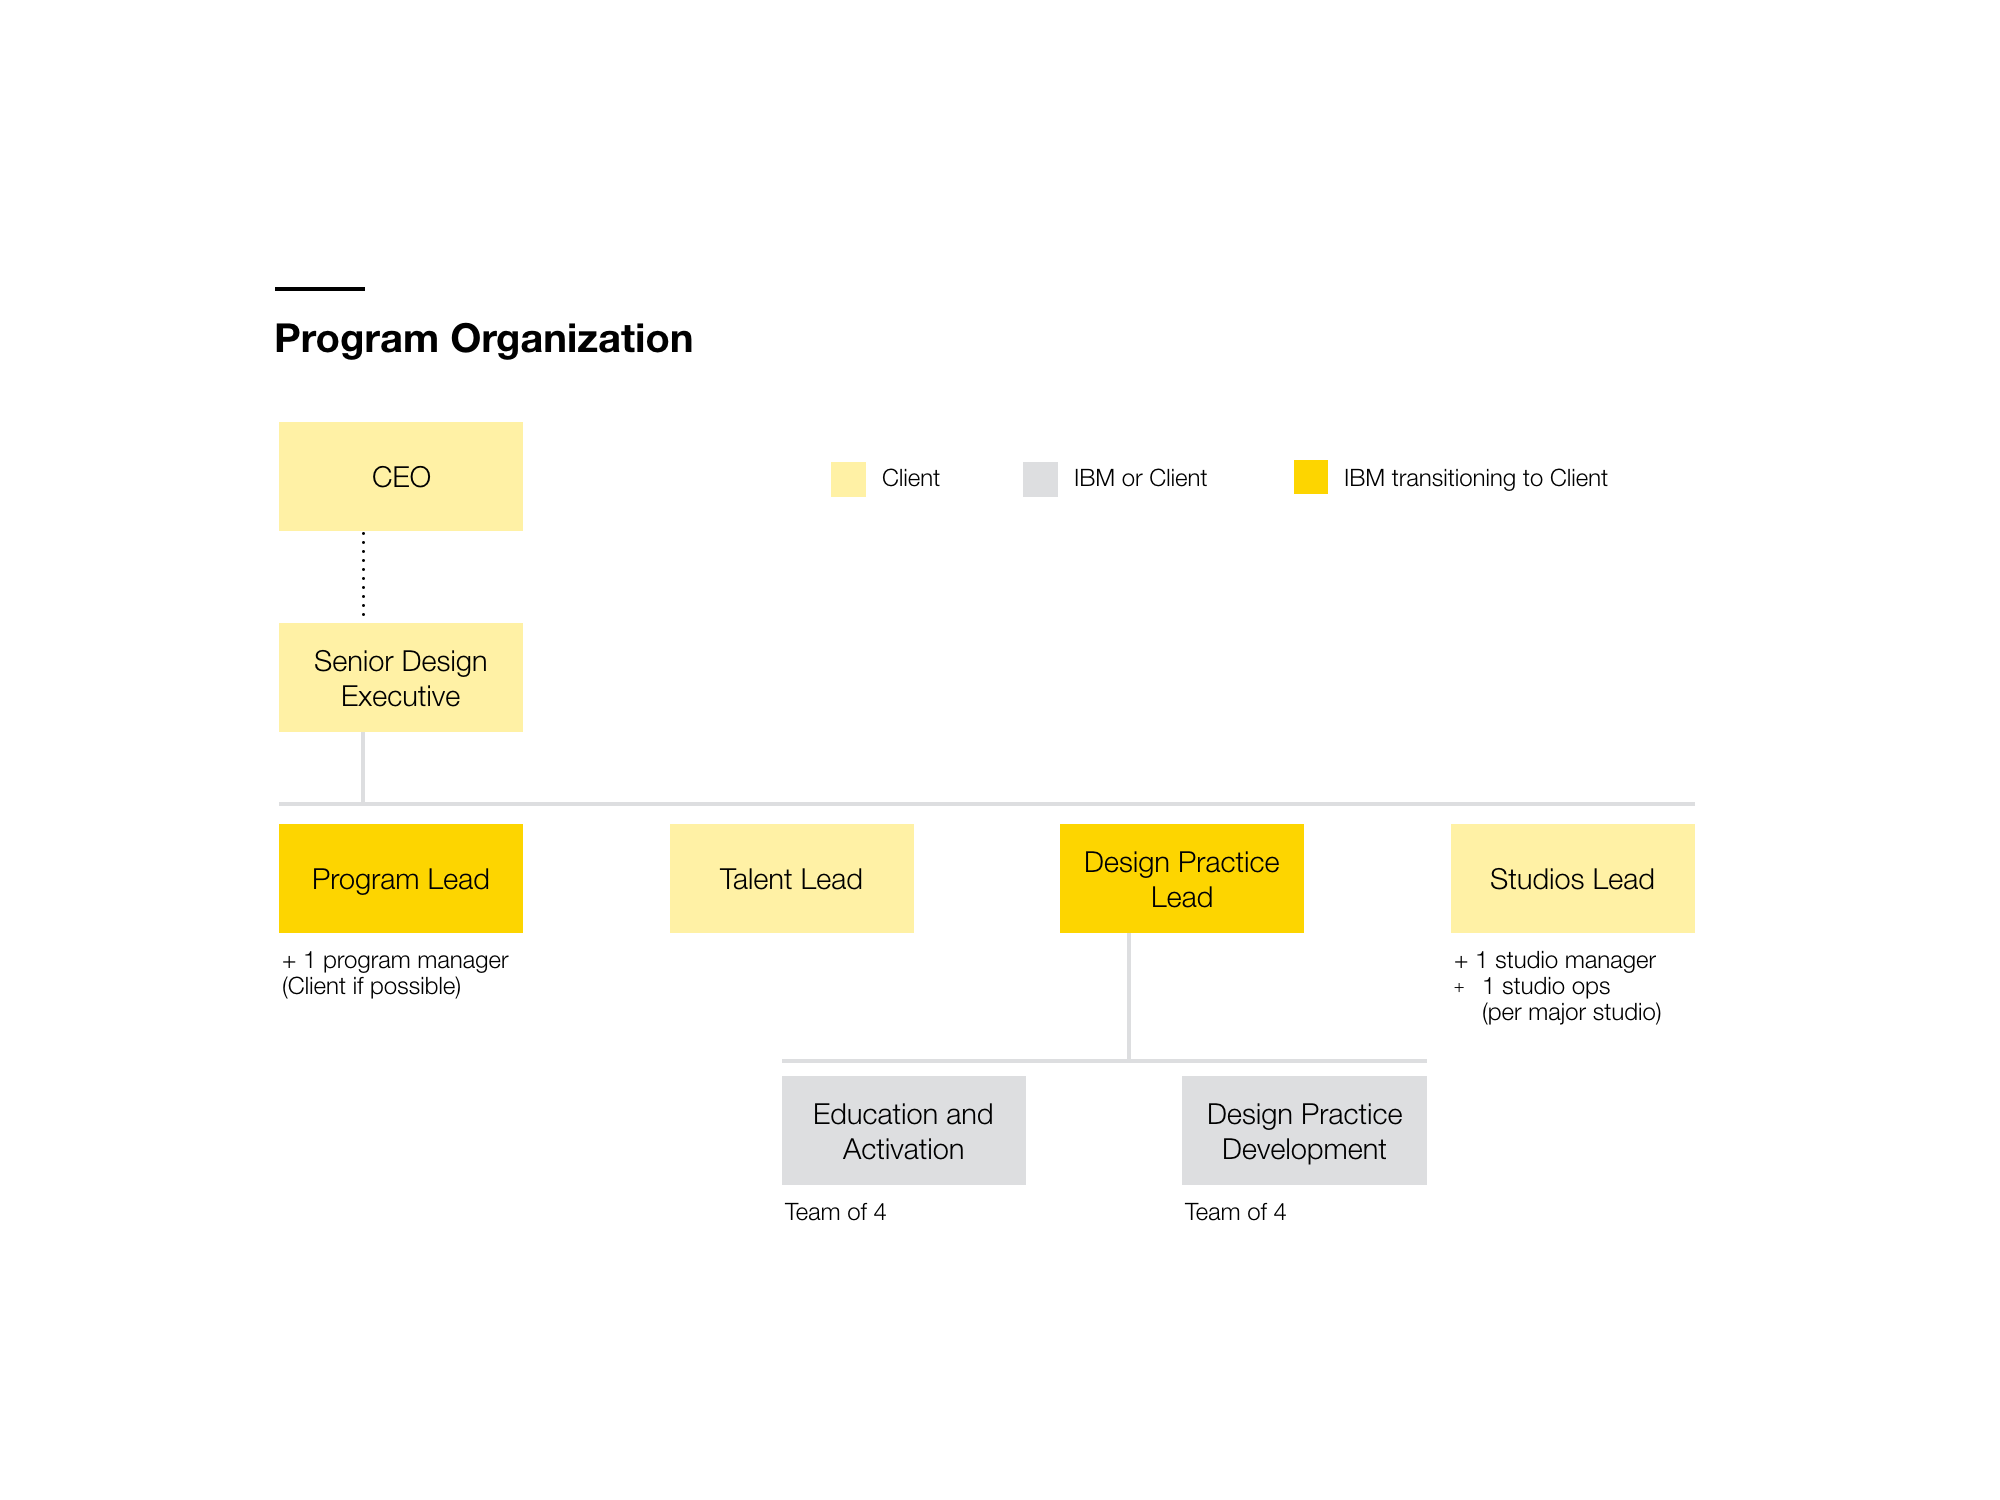 Program Organization
CEO
Client
IBM or Client
IBM transitioning to Client
Senior Design
Executive
Program Lead
+ 1 program manager
(Client if possible)
Talent Lead
Design Practice
Lead
Studios Lead
+ 1 studio manager
+ 1 studio ops
(per major studio)
Education and
Activation
Team of 4
Design Practice
Development
Team of 4